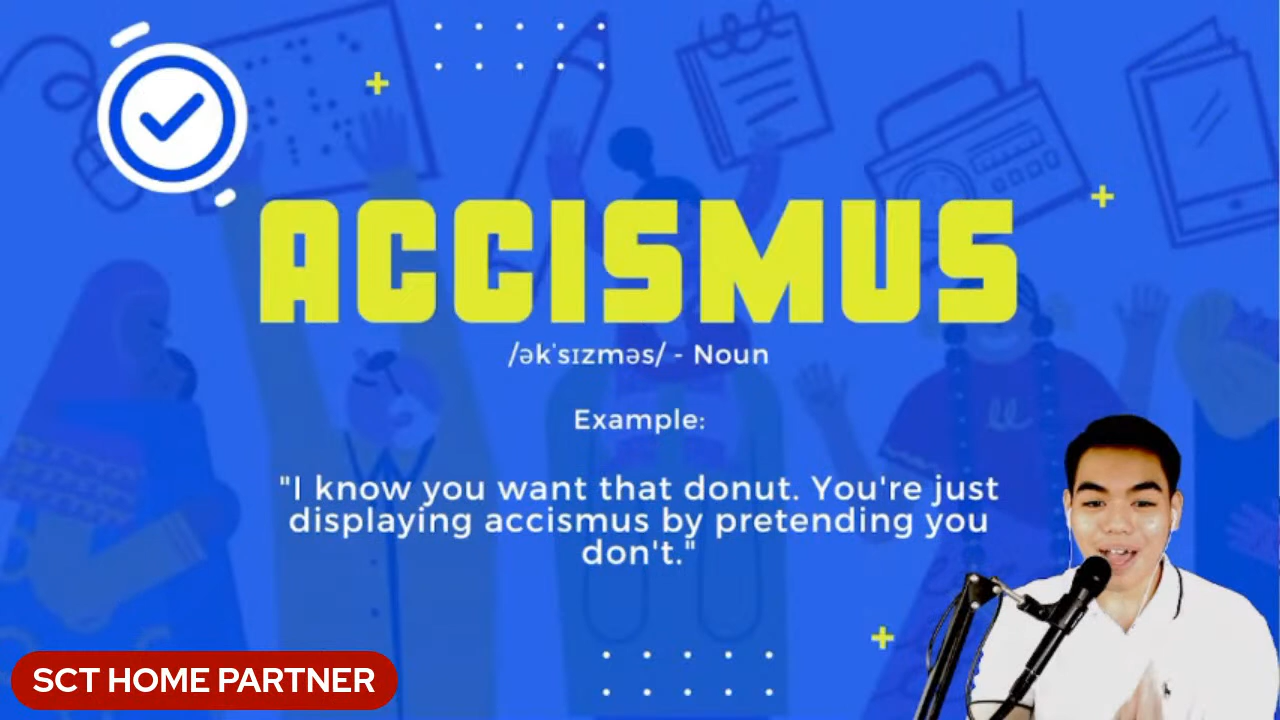 ACCISMUS
/əkˈsɪzməs/ - Noun
Example:
"I know you want that donut. You're just
displaying accismus by pretending you
don't."
SCT HOME PARTNER